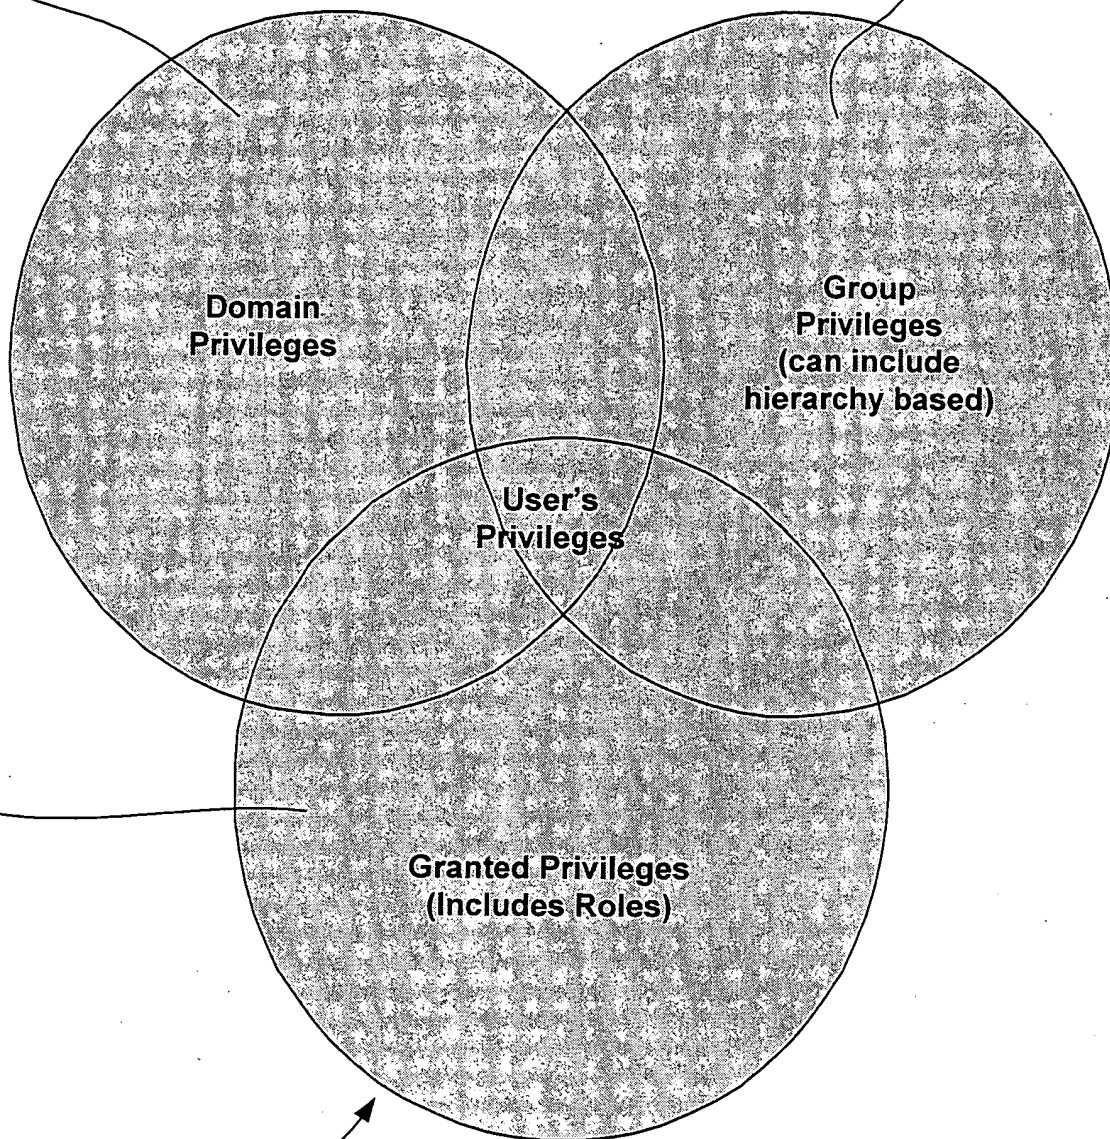 Domain
Privileges
Group
Privileges
(can include
hierarchy based)
User's
Privileges
Granted Privileges
(Includes Roles)